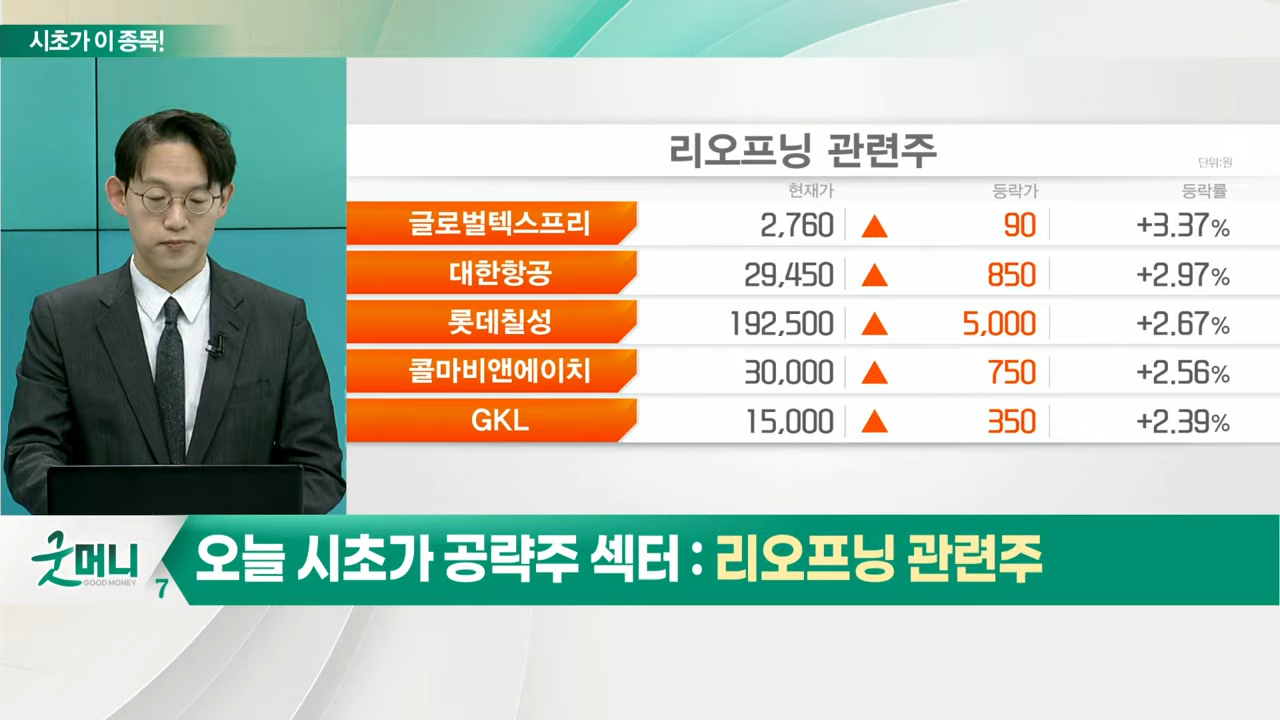 시초가 이 종목!
리오프닝 관련주
단위:원
현재가 등락가 등락률
글로벌텍스프리 2,760 ▲ 90 +3.37%
대한항공 29,450 ▲ 850 +2.97%
롯데칠성 192,500 ▲ 5,000 +2.67%
콜마비앤에이치 30,000 ▲ 750 +2.56%
GKL 15,000 ▲ 350 +2.39%
굿머니
GOOD MONEY
7
오늘 시초가 공략주 섹터 : 리오프닝 관련주